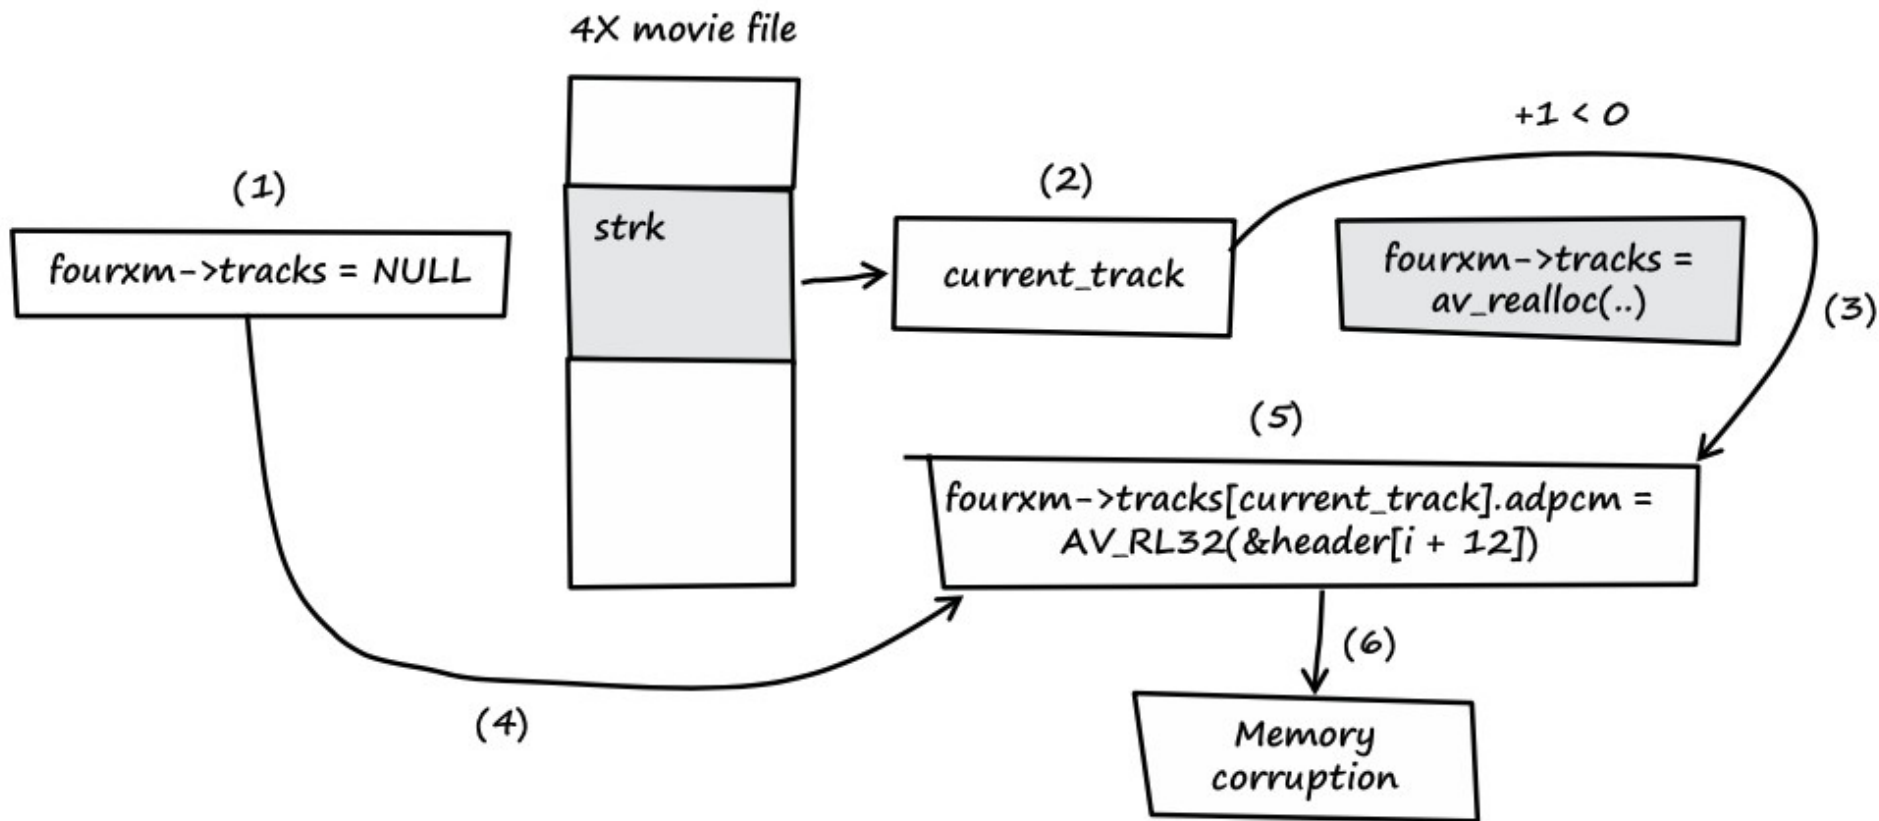 4X movie file
+1 < 0
(1)
(2)
strk
fourxm->tracks = NULL
current_track
fourxm->tracks =
av_realloc(..)
(3)
(5)
fourxm->tracks[current_track].adpcm =
AV_RL32(&header[i + 12])
(4)
(6)
Memory
corruption